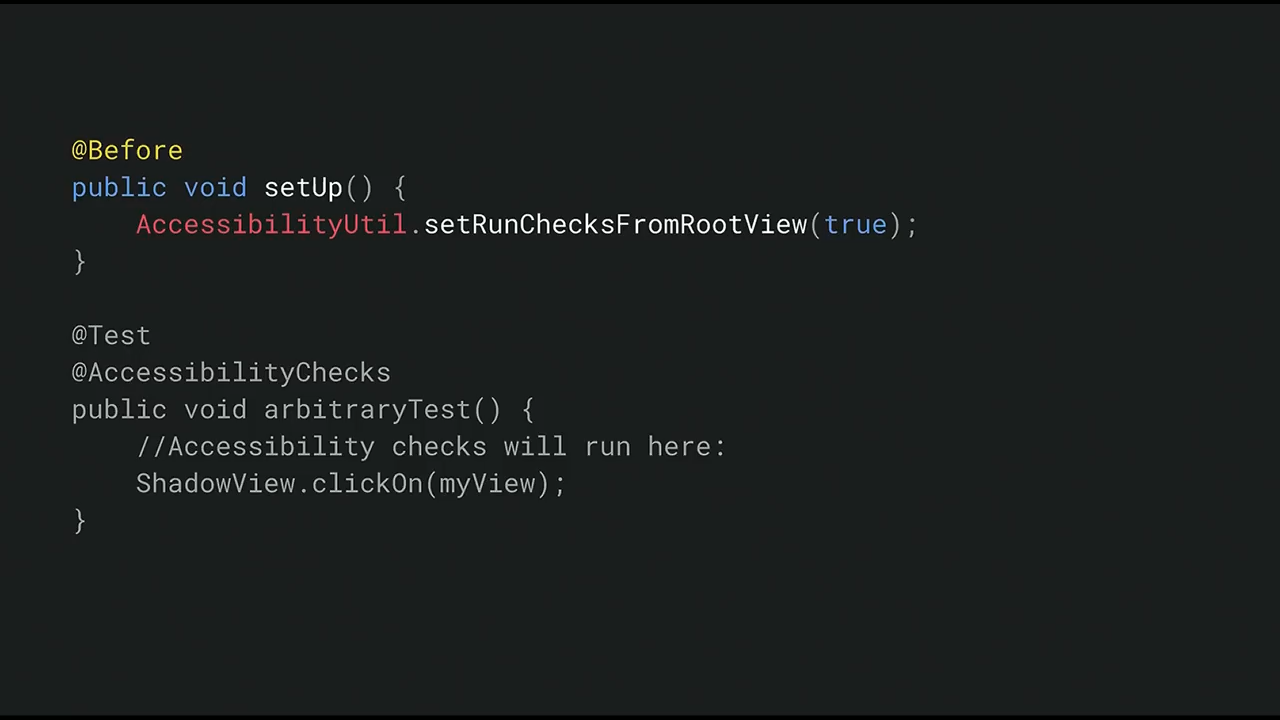 @Before
public void setUp() {
    AccessibilityUtil.setRunChecksFromRootView(true);
}
@Test
@AccessibilityChecks
public void arbitraryTest() {
    //Accessibility checks will run here:
    ShadowView.clickOn(myView);
}